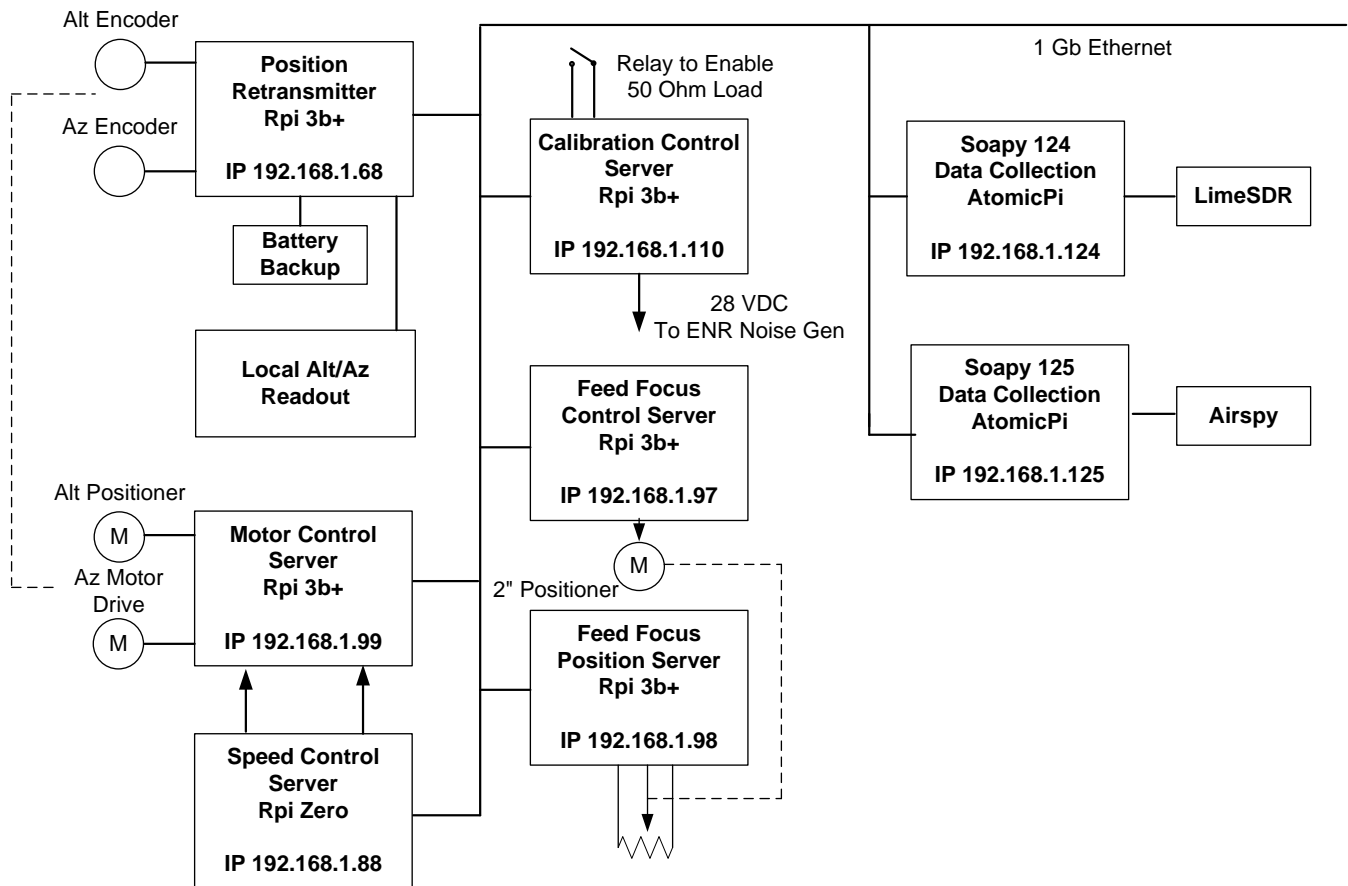 Alt Encoder
Az Encoder
Position
Retransmitter
Rpi 3b+
IP 192.168.1.68
Battery
Backup
Local Alt/Az
Readout
Alt Positioner
M
Az Motor
Drive
M
Motor Control
Server
Rpi 3b+
IP 192.168.1.99
Speed Control
Server
Rpi Zero
IP 192.168.1.88
Relay to Enable
50 Ohm Load
Calibration Control
Server
Rpi 3b+
IP 192.168.1.110
28 VDC
To ENR Noise Gen
Feed Focus
Control Server
Rpi 3b+
IP 192.168.1.97
M
2" Positioner
Feed Focus
Position Server
Rpi 3b+
IP 192.168.1.98
1 Gb Ethernet
Soapy 124
Data Collection
AtomicPi
IP 192.168.1.124
LimeSDR
Soapy 125
Data Collection
AtomicPi
IP 192.168.1.125
Airspy